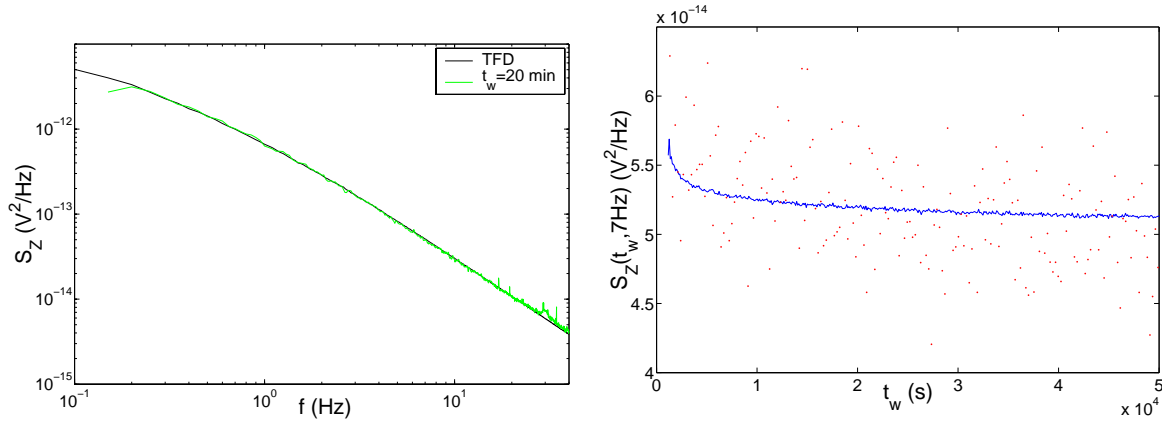 TFD
t_w=20 min
10^-12
10^-13
10^-14
10^-15
S_Z (V^2/Hz)
10^-1
10^0
10^1
f (Hz)
x 10^-14
6
5.5
5
4.5
4
S_Z(t_w,7Hz) (V^2/Hz)
0
1
2
3
4
5
x 10^4
t_w (s)